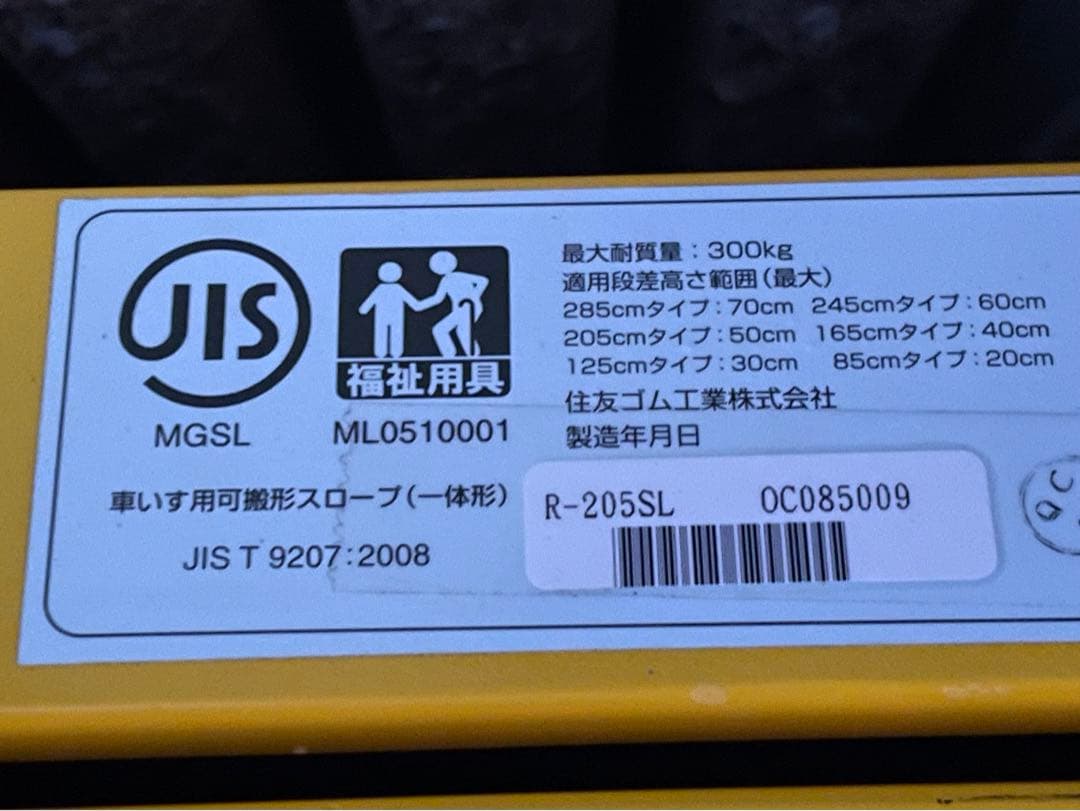 JIS
福祉用具
MGSL
ML0510001
車いす用可搬形スロープ(一体形)
JIS T 9207:2008
最大耐質量:300kg
適用段差高さ範囲(最大)
285cmタイプ:70cm 245cmタイプ:60cm
205cmタイプ:50cm 165cmタイプ:40cm
125cmタイプ:30cm 85cmタイプ:20cm
住友ゴム工業株式会社
製造年月日
R-205SL OC085009